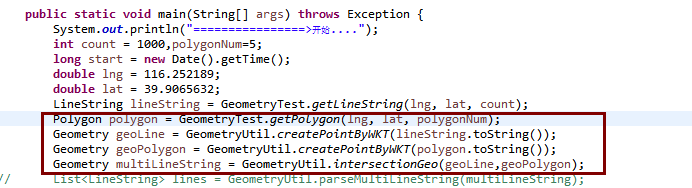 public static void main(String[] args) throws Exception {
System.out.println("================>开始....");
int count = 1000,polygonNum=5;
long start = new Date().getTime();
double lng = 116.252189;
double lat = 39.9065632;
LineString lineString = GeometryTest.getLineString(lng, lat, count);
Polygon polygon = GeometryTest.getPolygon(lng, lat, polygonNum);
Geometry geoLine = GeometryUtil.createPointByWKT(lineString.toString());
Geometry geoPolygon = GeometryUtil.createPointByWKT(polygon.toString());
Geometry multiLineString = GeometryUtil.intersectionGeo(geoLine,geoPolygon);
// List<LineString> lines = GeometryUtil.parseMultiLineString(multiLineString);